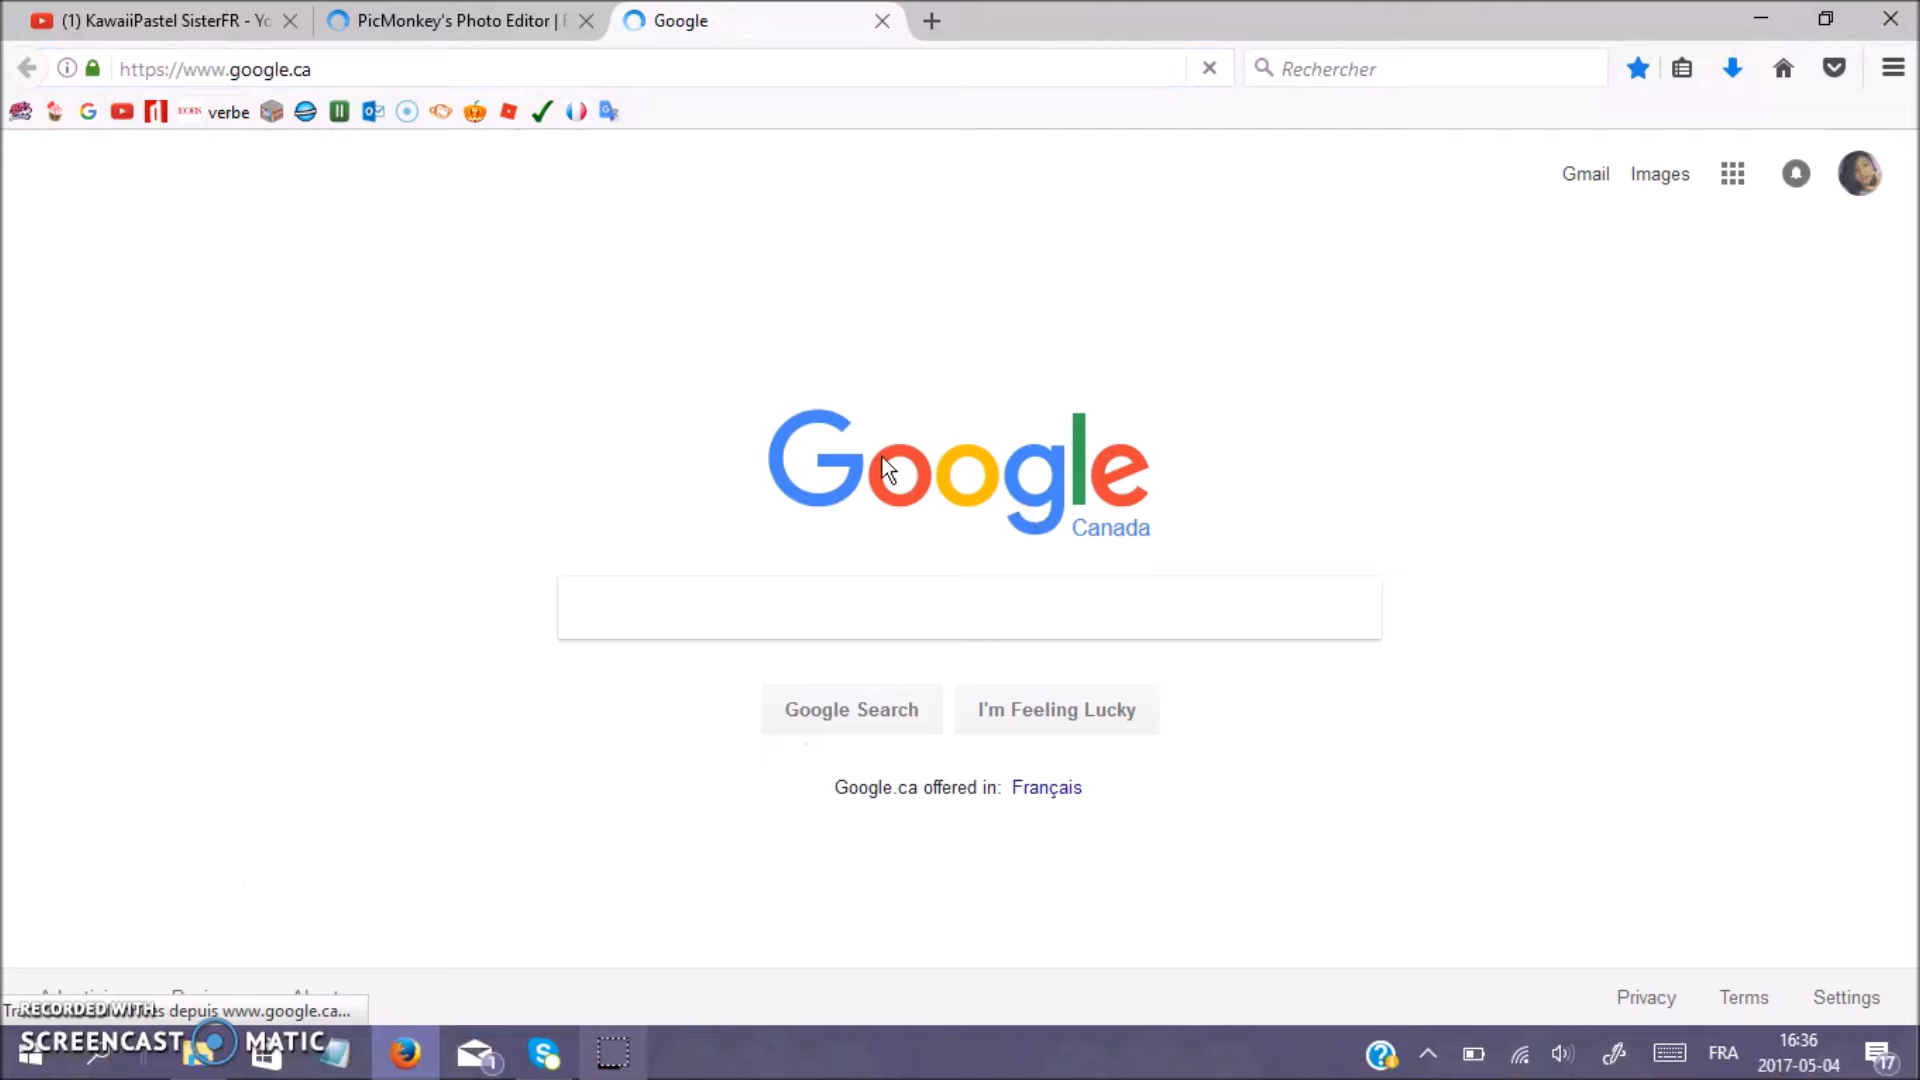 (1) KawaiiPastel SisterFR - Yo
PicMonkey's Photo Editor | F
Google
https://www.google.ca
Rechercher
verbe
Gmail Images
Google
Canada
Google Search I'm Feeling Lucky
Google.ca offered in: Français
Privacy Terms Settings
RECORDED WITH
depuis www.google.ca...
SCREENCAST MATIC
1
FRA
16:36
2017-05-04
17